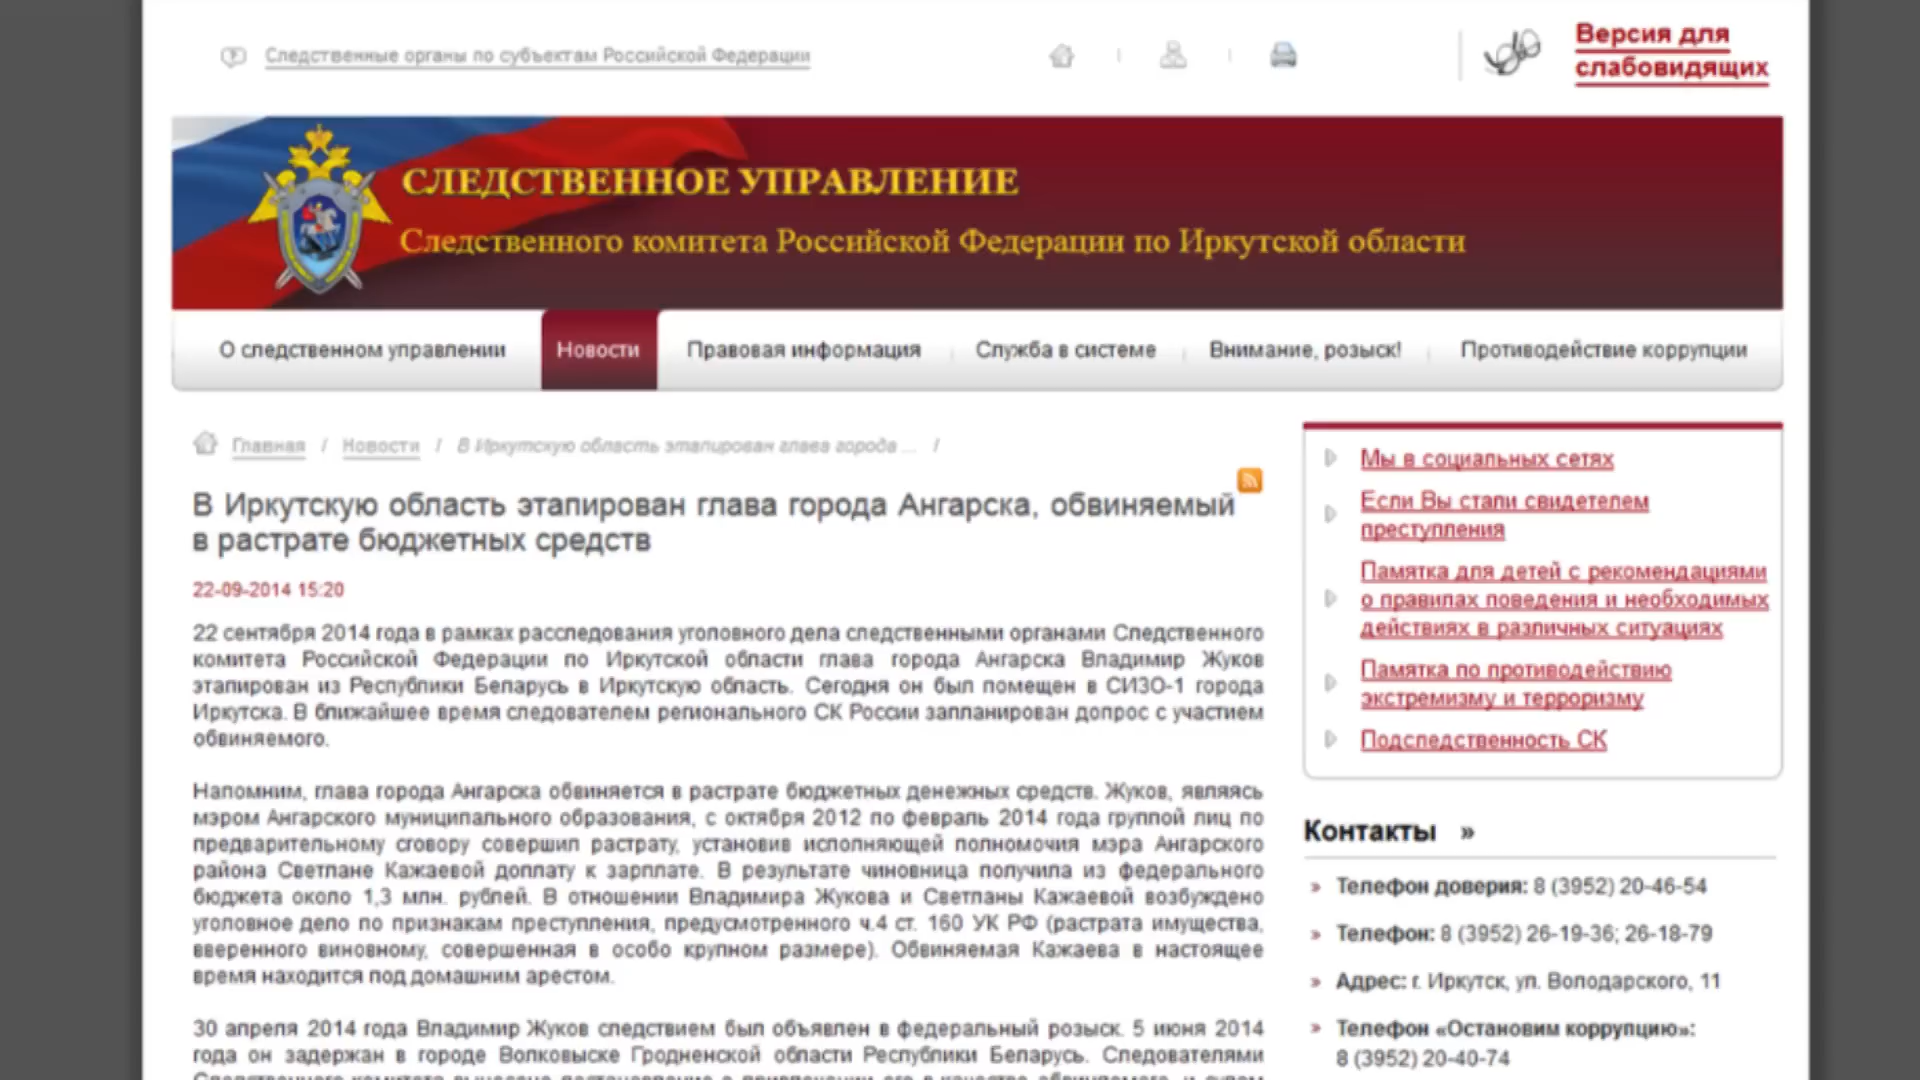 Следственные органы по субъектам Российской Федерации
Версия для
слабовидящих
СЛЕДСТВЕННОЕ УПРАВЛЕНИЕ
Следственного комитета Российской Федерации по Иркутской области
О следственном управлении
Новости
Правовая информация
Служба в системе
Внимание, розыск!
Противодействие коррупции
Главная / Новости / В Иркутскую область этапирован глава города ... /
В Иркутскую область этапирован глава города Ангарска, обвиняемый
в растрате бюджетных средств
22-09-2014 15:20
22 сентября 2014 года в рамках расследования уголовного дела следственными органами Следственного
комитета Российской Федерации по Иркутской области глава города Ангарска Владимир Жуков
этапирован из Республики Беларусь в Иркутскую область. Сегодня он был помещен в СИЗО-1 города
Иркутска. В ближайшее время следователем регионального СК России запланирован допрос с участием
обвиняемого.
Напомним, глава города Ангарска обвиняется в растрате бюджетных денежных средств. Жуков, являясь
мэром Ангарского муниципального образования, с октября 2012 по февраль 2014 года группой лиц по
предварительному сговору совершил растрату, установив исполняющей полномочия мэра Ангарского
района Светлане Кажаевой доплату к зарплате. В результате чиновница получила из федерального
бюджета около 1,3 млн. рублей. В отношении Владимира Жукова и Светланы Кажаевой возбуждено
уголовное дело по признакам преступления, предусмотренного ч.4 ст. 160 УК РФ (растрата имущества,
вверенного виновному, совершенная в особо крупном размере). Обвиняемая Кажаева в настоящее
время находится под домашним арестом.
30 апреля 2014 года Владимир Жуков следствием был объявлен в федеральный розыск. 5 июня 2014
года он задержан в городе Волковыске Гродненской области Республики Беларусь. Следователями
Следственного комитета вынесено постановление о привлечении его в качестве обвиняемого, и судом
Мы в социальных сетях
Если Вы стали свидетелем
преступления
Памятка для детей с рекомендациями
о правилах поведения и необходимых
действиях в различных ситуациях
Памятка по противодействию
экстремизму и терроризму
Подследственность СК
Контакты »
» Телефон доверия: 8 (3952) 20-46-54
» Телефон: 8 (3952) 26-19-36; 26-18-79
» Адрес: г. Иркутск, ул. Володарского, 11
» Телефон «Остановим коррупцию»:
8 (3952) 20-40-74